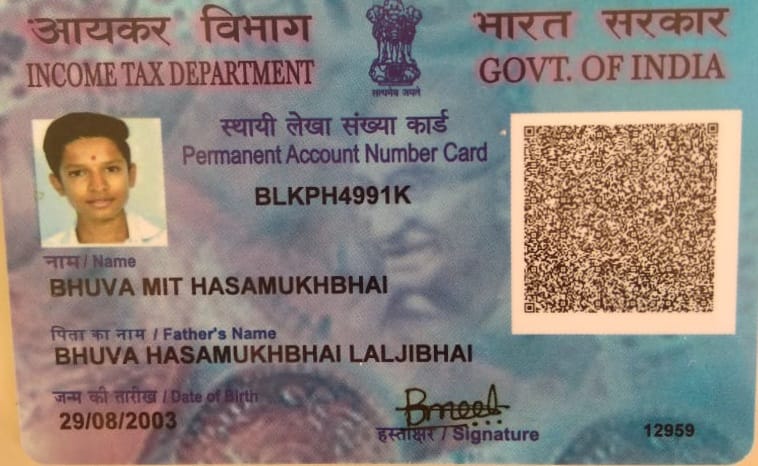 आयकर विभाग
INCOME TAX DEPARTMENT
सत्यमेव जयते
भारत सरकार
GOVT. OF INDIA
स्थायी लेखा संख्या कार्ड
Permanent Account Number Card
BLKPH4991K
नाम / Name
BHUVA MIT HASAMUKHBHAI
पिता का नाम / Father's Name
BHUVA HASAMUKHBHAI LALJIBHAI
जन्म की तारीख / Date of Birth
29/08/2003
हस्ताक्षर / Signature
12959